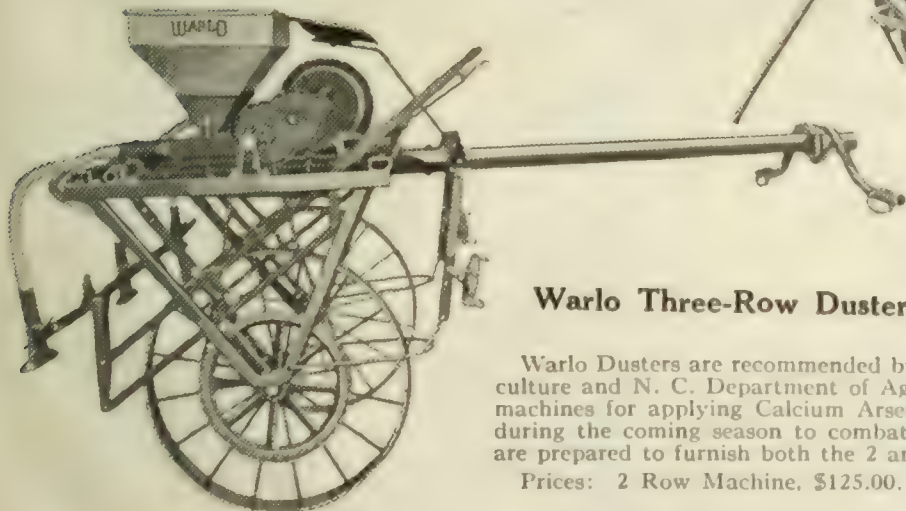 WARLO
Warlo Three-Row Duster
Warlo Dusters are recommended b
culture and N. C. Department of Ag
machines for applying Calcium Arse
during the coming season to combat
are prepared to furnish both the 2 a
Prices: 2 Row Machine, $125.00.